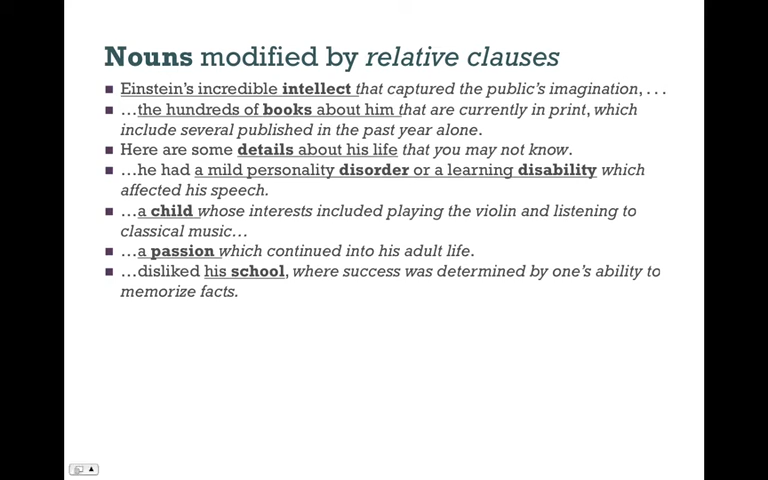 Nouns modified by relative clauses
Einstein's incredible intellect that captured the public's imagination, . . .
…the hundreds of books about him that are currently in print, which
include several published in the past year alone.
Here are some details about his life that you may not know.
…he had a mild personality disorder or a learning disability which
affected his speech.
…a child whose interests included playing the violin and listening to
classical music…
…a passion which continued into his adult life.
…disliked his school, where success was determined by one's ability to
memorize facts.